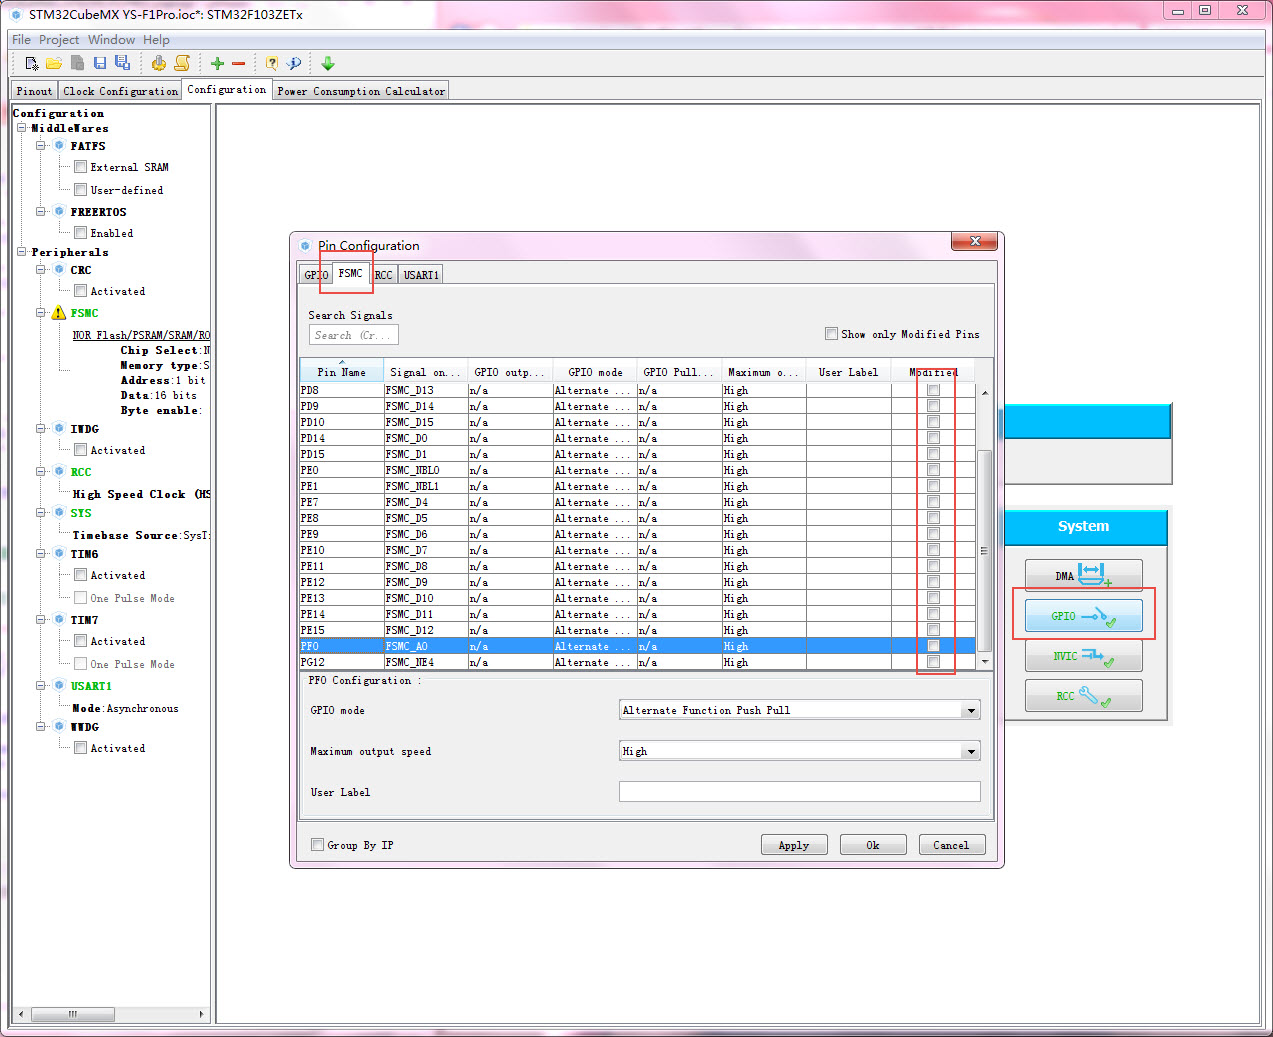 STM32CubeMX YS-F1Pro.ioc*: STM32F103ZETx
File Project Window Help
Pinout Clock Configuration Configuration Power Consumption Calculator
Configuration
MiddleWares
FATFS
External SRAM
User-defined
FREERTOS
Enabled
Peripherals
CRC
Activated
FSMC
NOR Flash/PSRAM/SRAM/RO
Chip Select:N
Memory type:S
Address:1 bit
Data:16 bits
Byte enable:
IWDG
Activated
RCC
High Speed Clock (HS
SYS
Timebase Source:SysT
TIM6
Activated
One Pulse Mode
TIM7
Activated
One Pulse Mode
USART1
Mode:Asynchronous
WWDG
Activated
Pin Configuration
GPIO FSMC RCC USART1
Search Signals
Search (Cr...
Show only Modified Pins
Pin Name Signal on... GPIO outp... GPIO mode GPIO Pull... Maximum o... User Label Modified
PD8 FSMC_D13 n/a Alternate ... n/a High
PD9 FSMC_D14 n/a Alternate ... n/a High
PD10 FSMC_D15 n/a Alternate ... n/a High
PD14 FSMC_D0 n/a Alternate ... n/a High
PD15 FSMC_D1 n/a Alternate ... n/a High
PE0 FSMC_NBL0 n/a Alternate ... n/a High
PE1 FSMC_NBL1 n/a Alternate ... n/a High
PE7 FSMC_D4 n/a Alternate ... n/a High
PE8 FSMC_D5 n/a Alternate ... n/a High
PE9 FSMC_D6 n/a Alternate ... n/a High
PE10 FSMC_D7 n/a Alternate ... n/a High
PE11 FSMC_D8 n/a Alternate ... n/a High
PE12 FSMC_D9 n/a Alternate ... n/a High
PE13 FSMC_D10 n/a Alternate ... n/a High
PE14 FSMC_D11 n/a Alternate ... n/a High
PE15 FSMC_D12 n/a Alternate ... n/a High
PF0 FSMC_A0 n/a Alternate ... n/a High
PG12 FSMC_NE4 n/a Alternate ... n/a High
PF0 Configuration :
GPIO mode Alternate Function Push Pull
Maximum output speed High
User Label
Group By IP Apply Ok Cancel
System
DMA
GPIO
NVIC
RCC